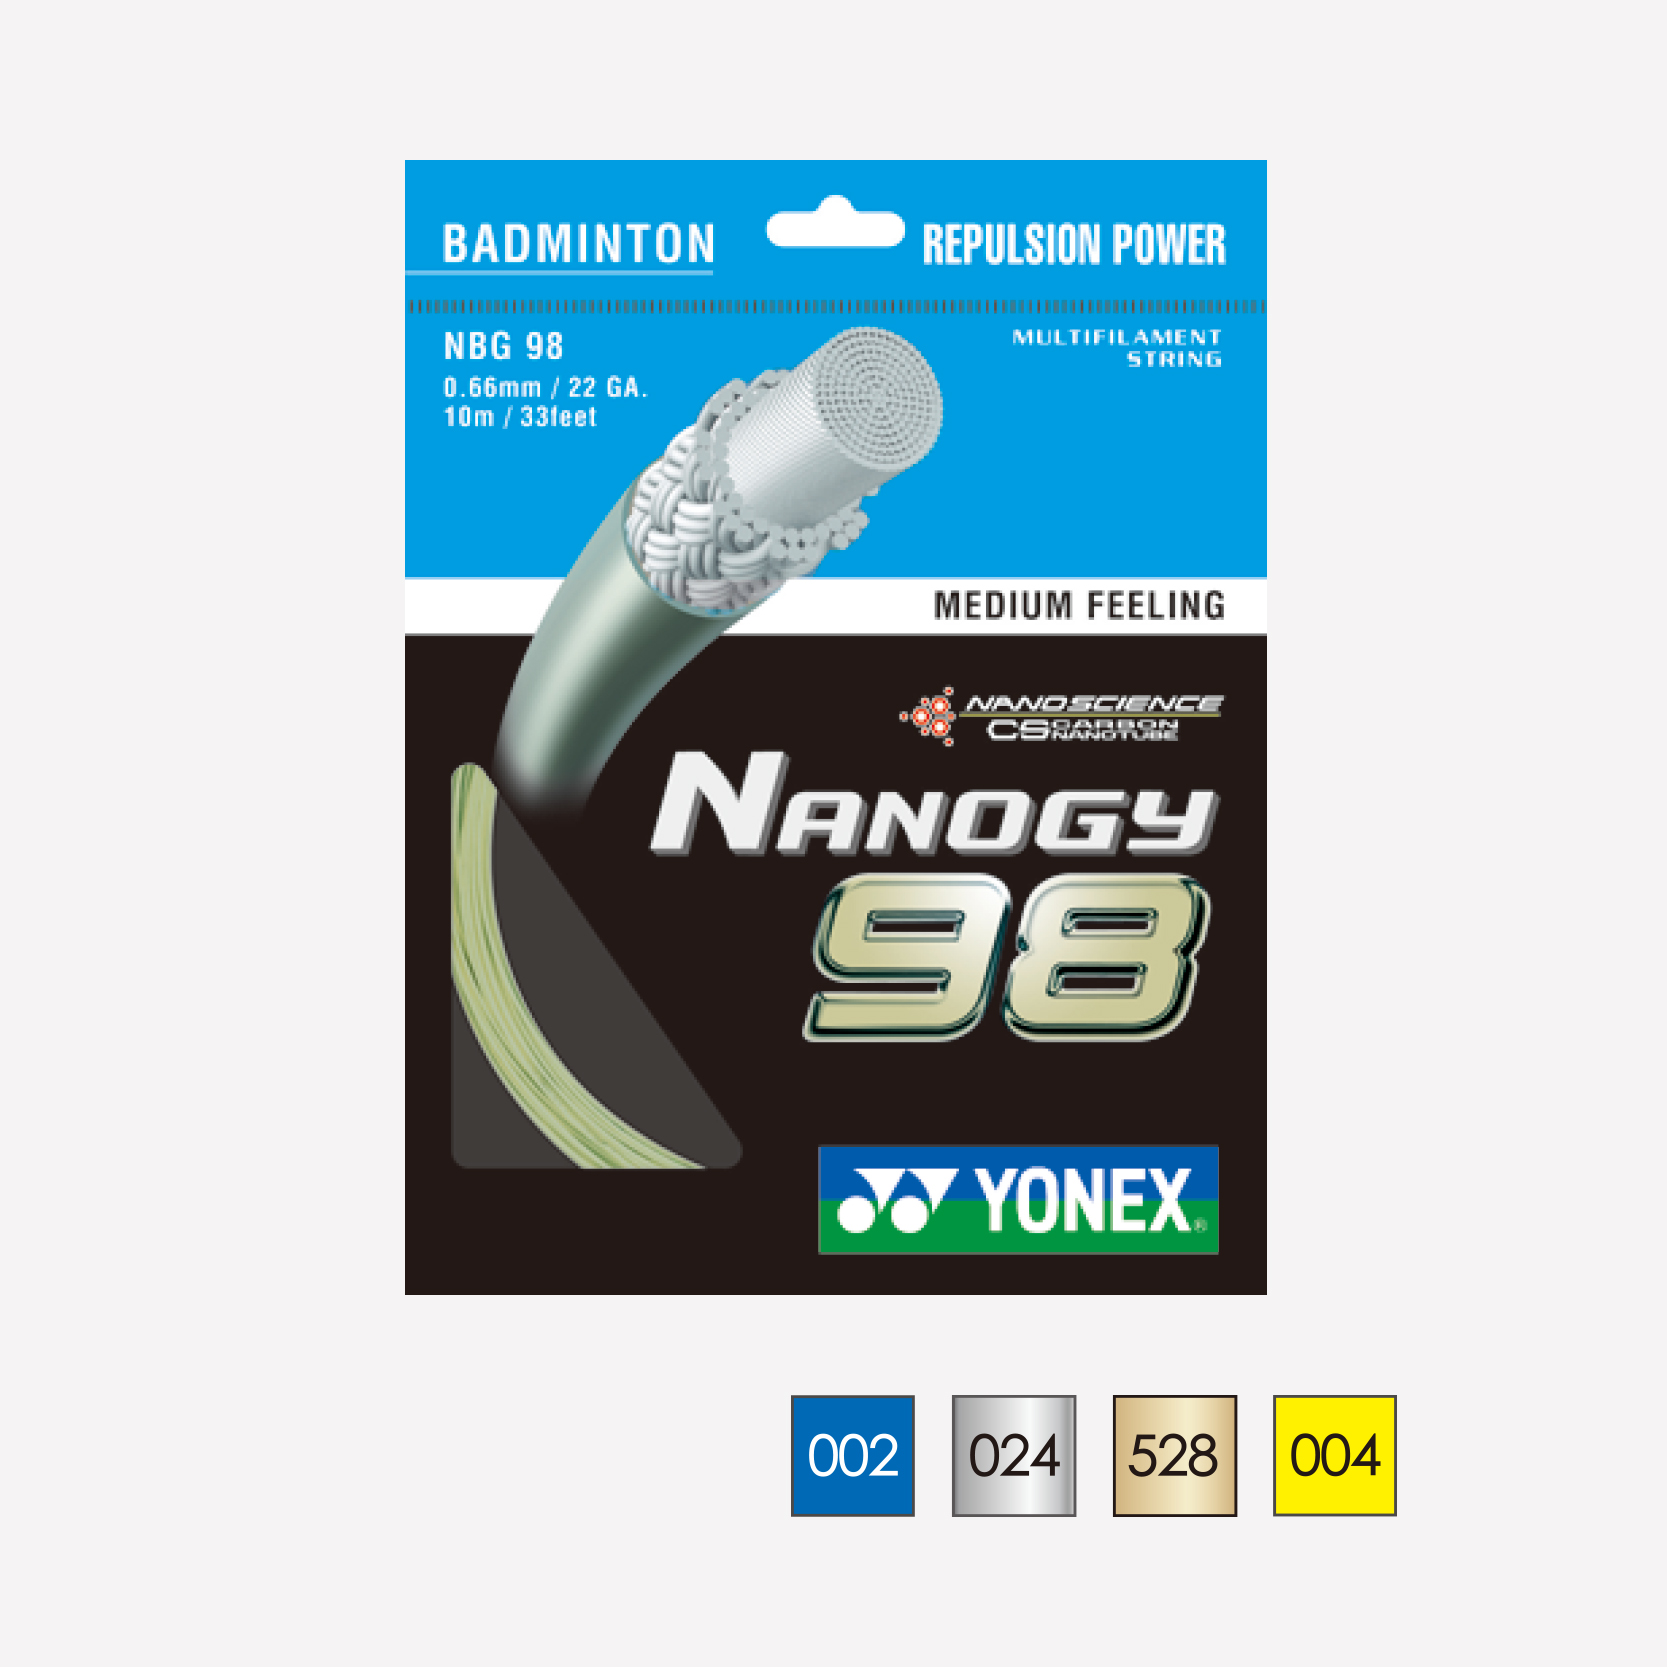 BADMINTON
REPULSION POWER
NBG 98
0.66mm / 22 GA.
10m / 33feet
MULTIFILAMENT
STRING
MEDIUM FEELING
NANOSCIENCE
CS CARBON
NANOTUBE
NANOGY
98
YONEX®
002 024 528 004